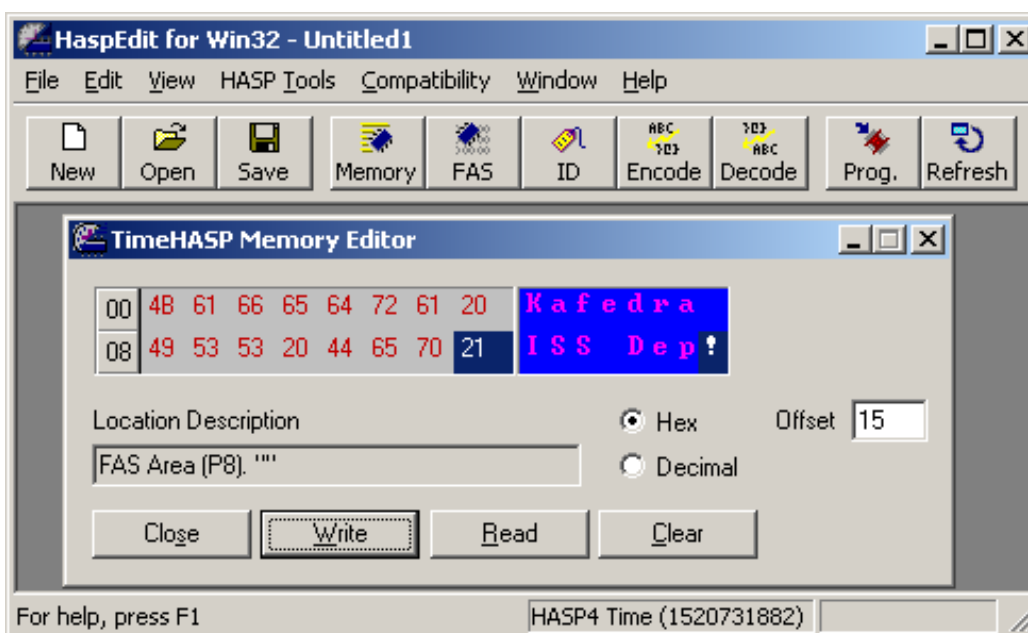 HaspEdit for Win32 - Untitled1
File Edit View HASP Tools Compatibility Window Help
ABC
ABC
New Open Save Memory FAS ID Encode Decode Prog. Refresh
TimeHASP Memory Editor
00 4B 61 66 65 64 72 61 20 Kafedra
08 49 53 53 20 44 65 70 21 ISS Dep!
Location Description Hex Offset 15
FAS Area (P8). "" Decimal
Close Write Read Clear
For help, press F1 HASP4 Time (1520731882)